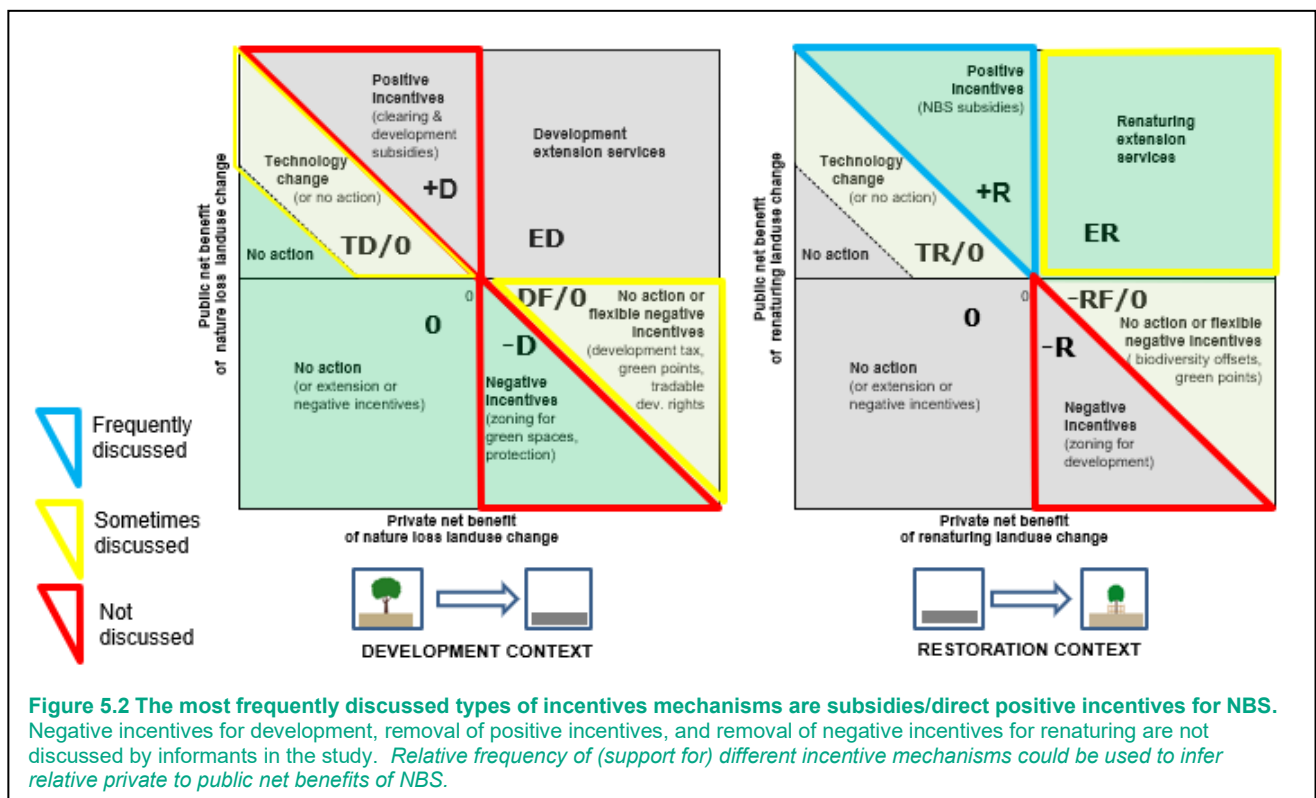 Public net benefit
of nature loss landuse change
Positive
Incentives
(clearing &
development
subsidies)
+D
Development
extension services
ED
Technology
change
(or no action)
TD/0
No action
0
0
No action
(or extension or
negative incentives)
DF/0
No action or
flexible negative
Incentives
(development tax,
green points,
tradable
dev. rights
-D
Negative
Incentives
(zoning for
green spaces,
protection)
Private net benefit
of nature loss landuse change
DEVELOPMENT CONTEXT
Public net benefit
of renaturing landuse change
Positive
Incentives
(NBS subsidies)
+R
Renaturing
extension
services
ER
Technology
change
(or no action)
TR/0
No action
0
0
No action
(or extension or
negative incentives)
-RF/0
No action or flexible
negative Incentives
( biodiversity offsets,
green points)
-R
Negative
Incentives
(zoning for
development)
Private net benefit
of renaturing landuse change
RESTORATION CONTEXT
Frequently
discussed
Sometimes
discussed
Not
discussed
Figure 5.2 The most frequently discussed types of incentives mechanisms are subsidies/direct positive incentives for NBS.
Negative incentives for development, removal of positive incentives, and removal of negative incentives for renaturing are not
discussed by informants in the study. Relative frequency of (support for) different incentive mechanisms could be used to infer
relative private to public net benefits of NBS.